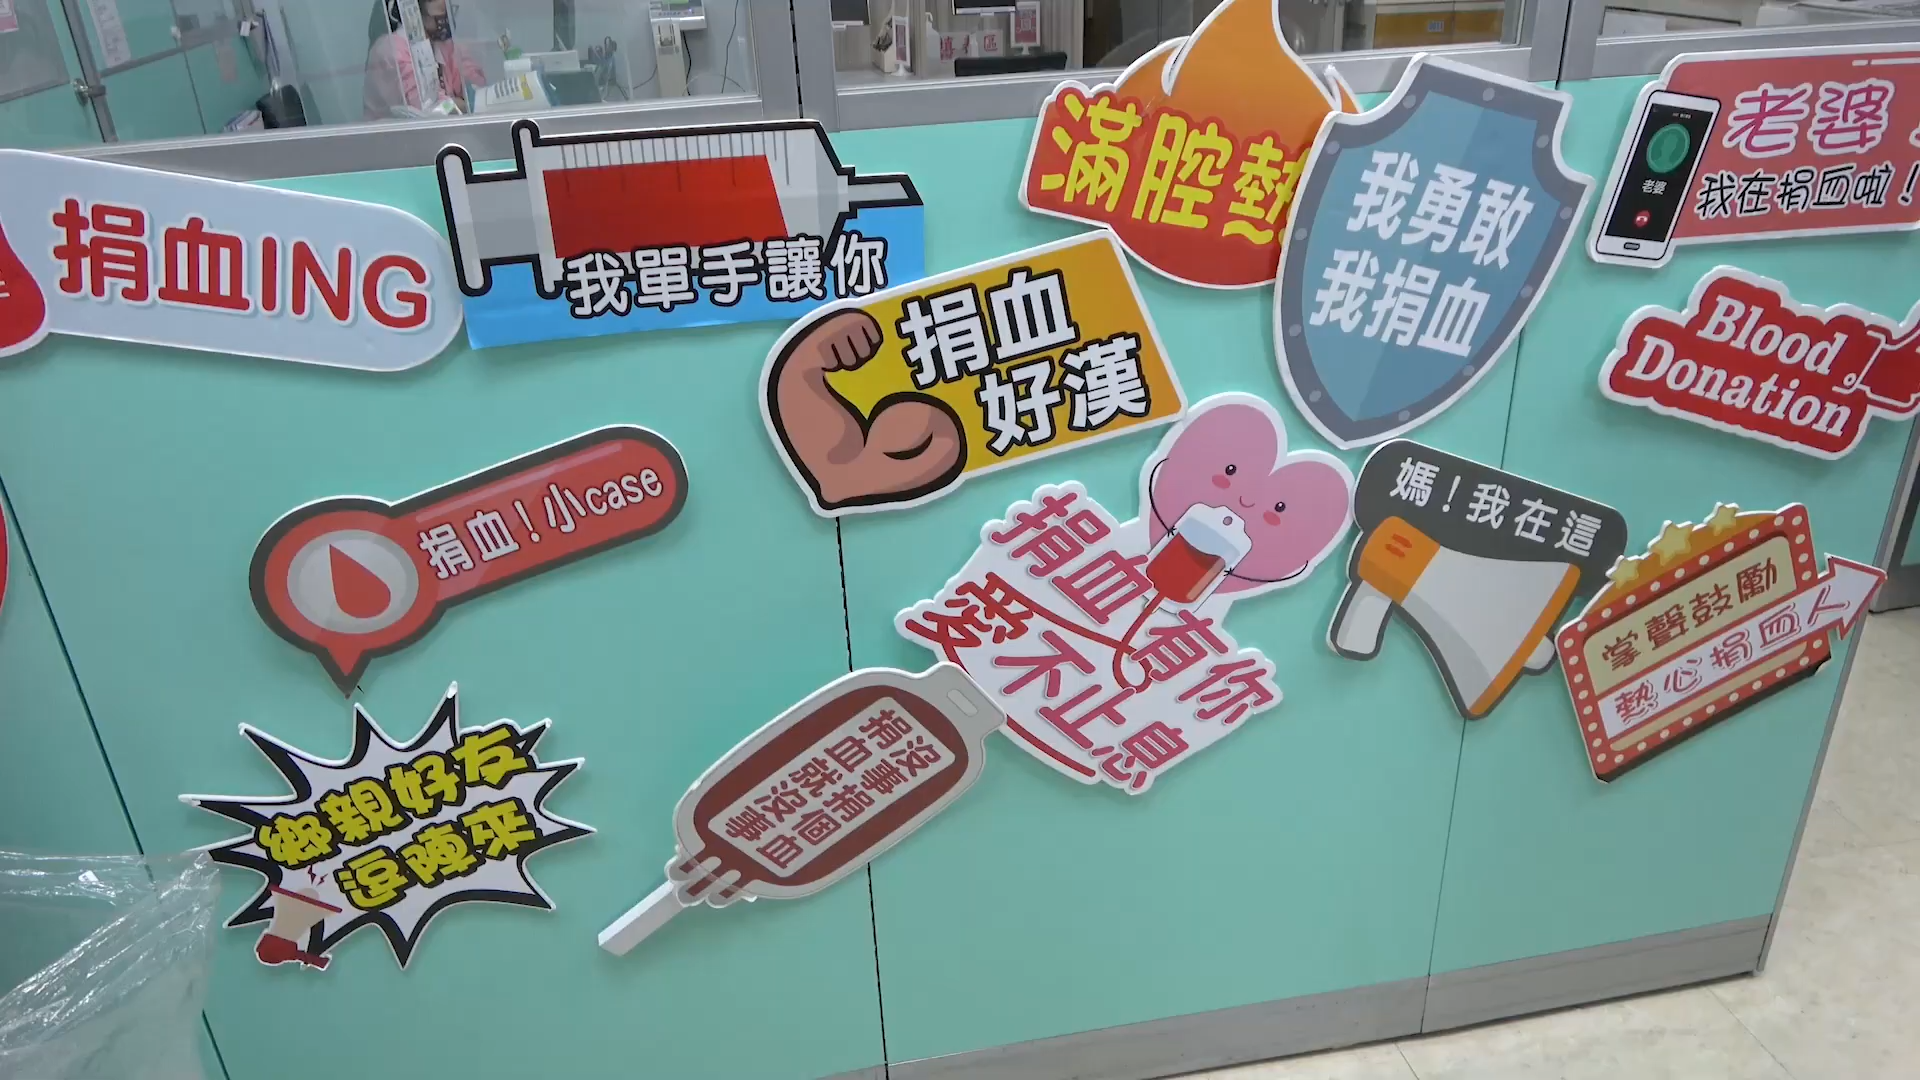 捐血ING
我單手讓你
滿腔熱
我勇敢
我捐血
老婆
老婆
我在捐血啦！
捐血
好漢
Blood
Donation
捐血！小case
捐血有你
愛不止息
媽！我在這
掌聲鼓勵
熱心捐血人
鄉親好友
逗陣來
沒事捐個血
捐血就沒事